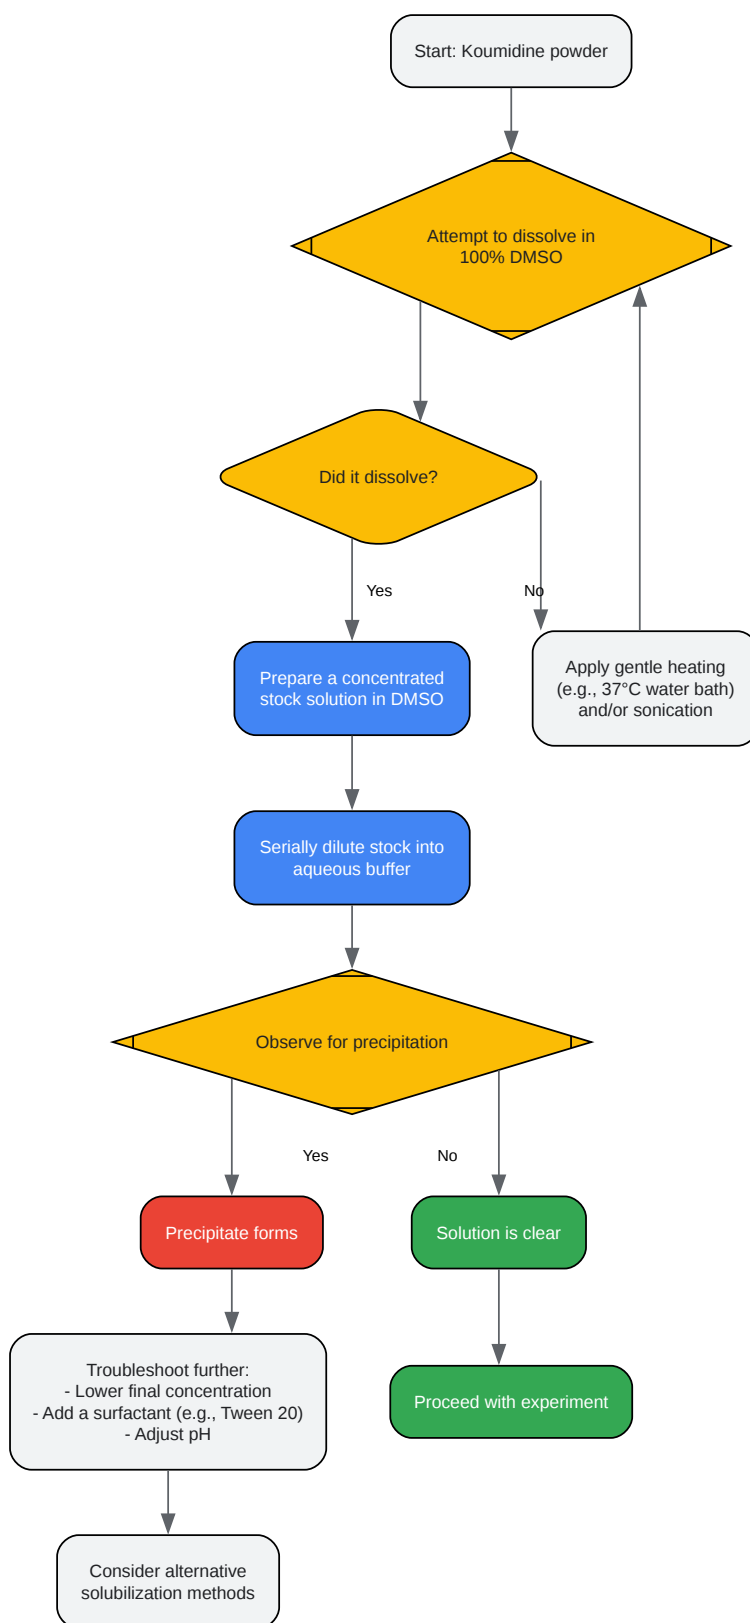 Start: Koumidine powder
Attempt to dissolve in
100% DMSO
Did it dissolve?
Yes
No
Prepare a concentrated
stock solution in DMSO
Apply gentle heating
(e.g., 37°C water bath)
and/or sonication
Serially dilute stock into
aqueous buffer
Observe for precipitation
Yes
No
Precipitate forms
Solution is clear
Troubleshoot further:
- Lower final concentration
- Add a surfactant (e.g., Tween 20)
- Adjust pH
Proceed with experiment
Consider alternative
solubilization methods